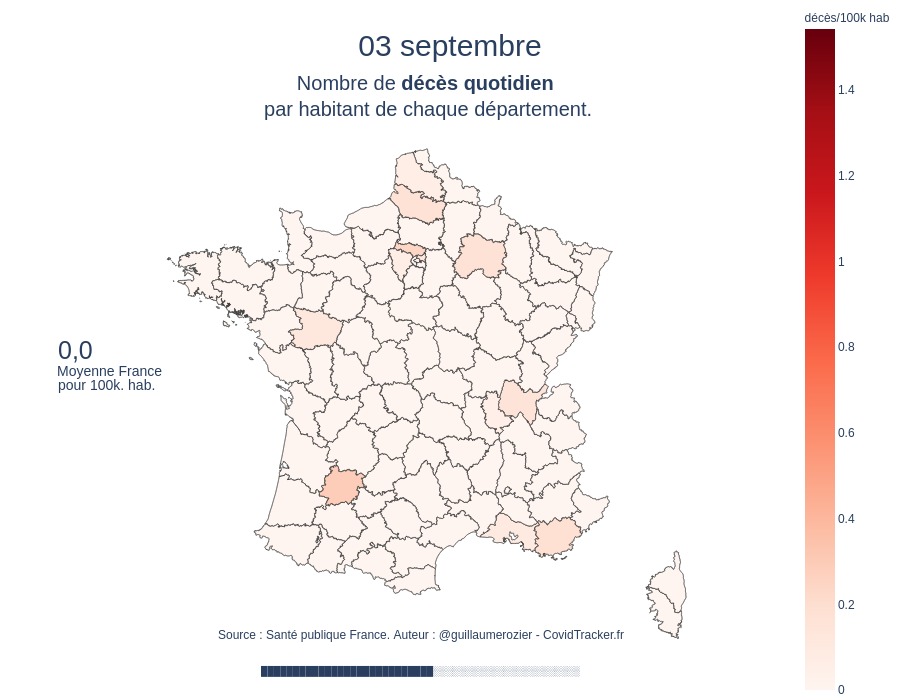 décès/100k hab
03 septembre
Nombre de décès quotidien
par habitant de chaque département.
1.4
1.2
1
0.8
0.6
0.4
0.2
0
0,0
Moyenne France
pour 100k. hab.
Source : Santé publique France. Auteur : @guillaumerozier - CovidTracker.fr